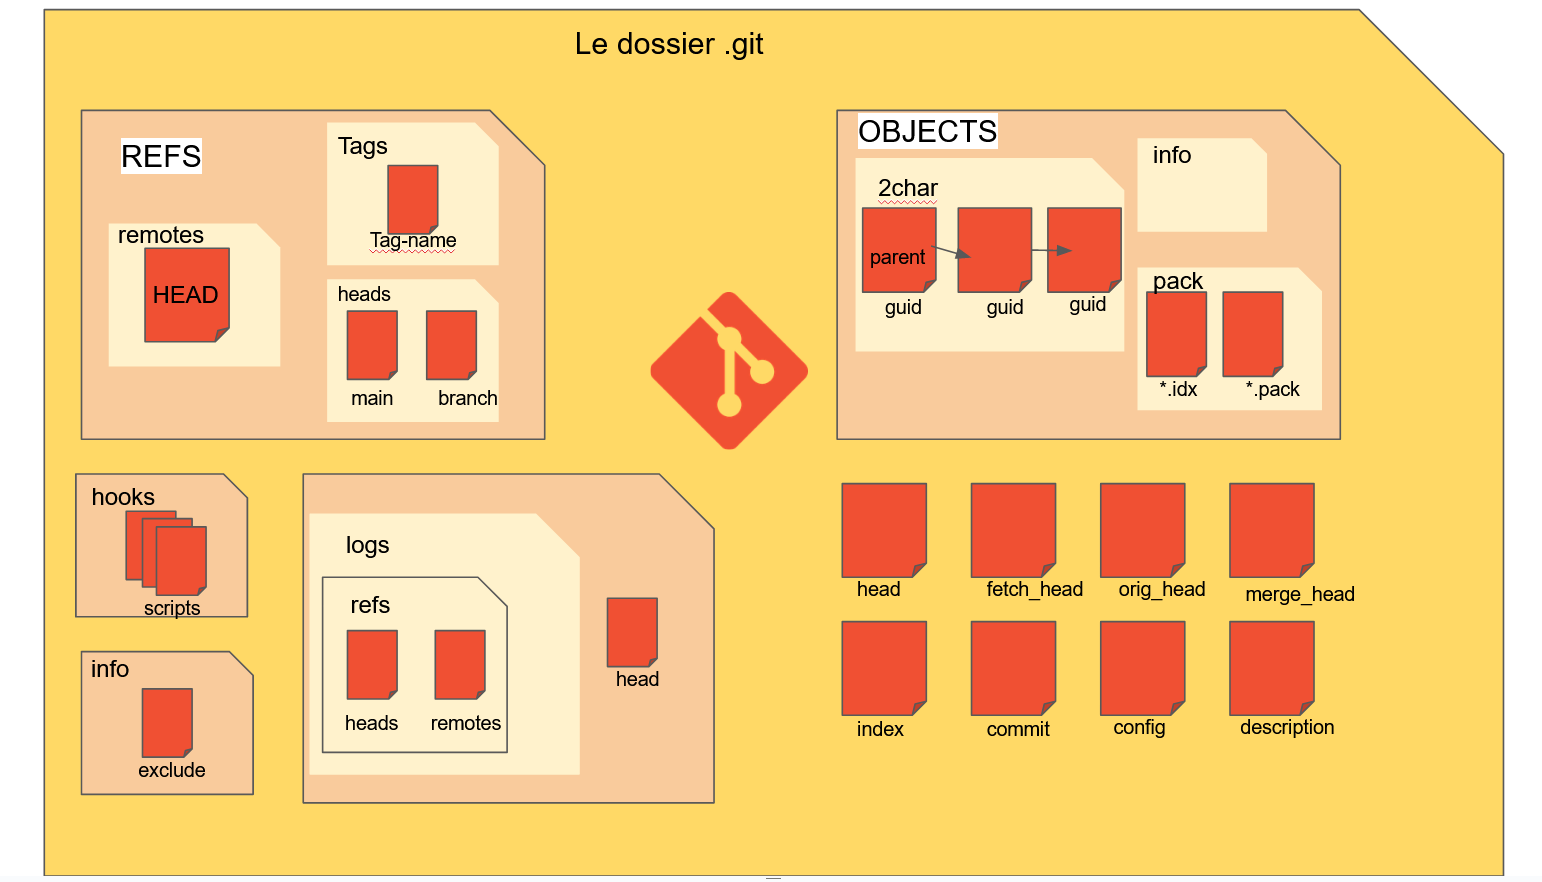 Le dossier .git
REFS
Tags
Tag-name
remotes
HEAD
heads
main
branch
OBJECTS
2char
parent
guid
guid
guid
info
pack
*.idx
*.pack
hooks
scripts
info
exclude
logs
refs
heads
remotes
head
head
fetch_head
orig_head
merge_head
index
commit
config
description